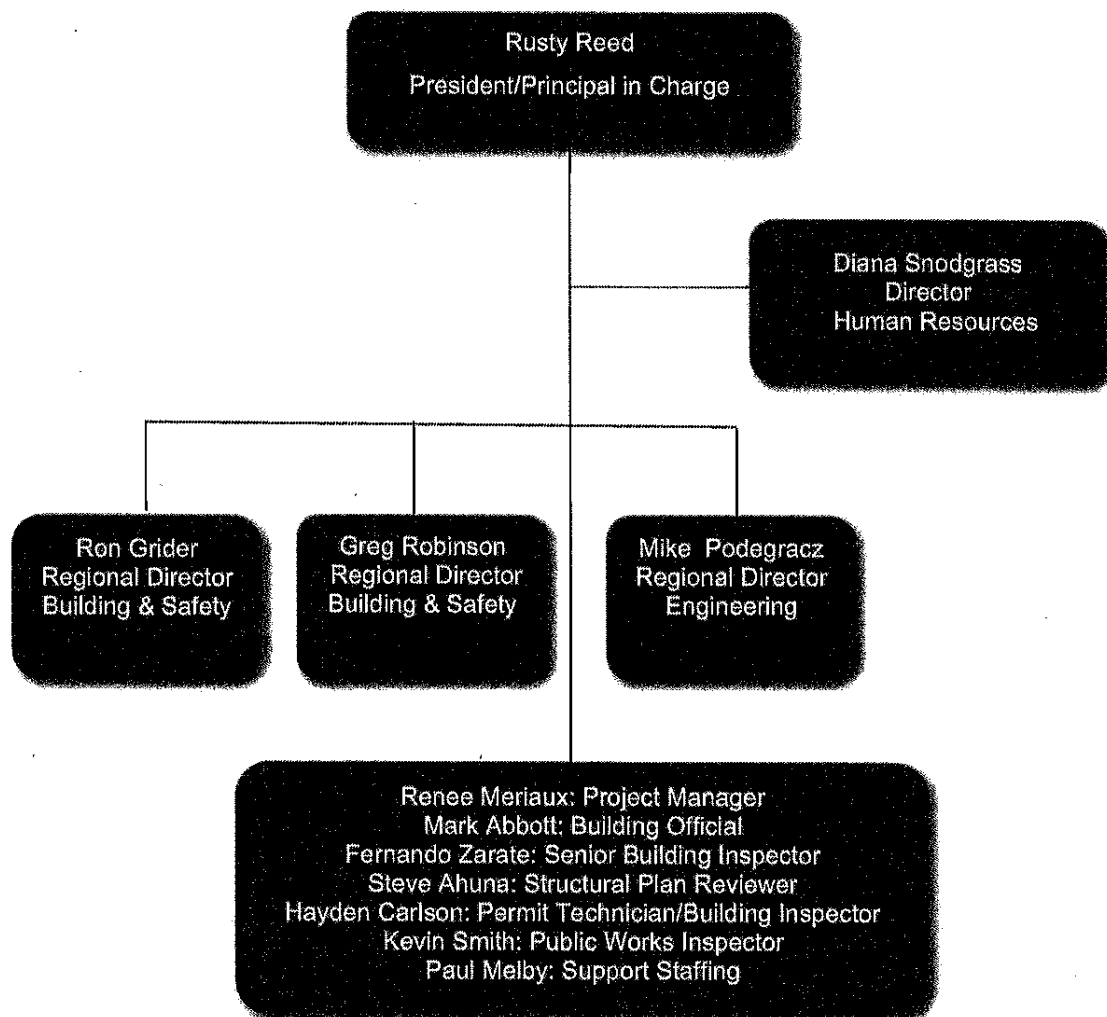 Rusty Reed
President/Principal in Charge
Diana Snodgrass
Director
Human Resources
Ron Grider
Regional Director
Building & Safety
Greg Robinson
Regional Director
Building & Safety
Mike Podegracz
Regional Director
Engineering
Renee Meriaux: Project Manager
Mark Abbott: Building Official
Fernando Zarate: Senior Building Inspector
Steve Ahuna: Structural Plan Reviewer
Hayden Carlson: Permit Technician/Building Inspector
Kevin Smith: Public Works Inspector
Paul Melby: Support Staffing